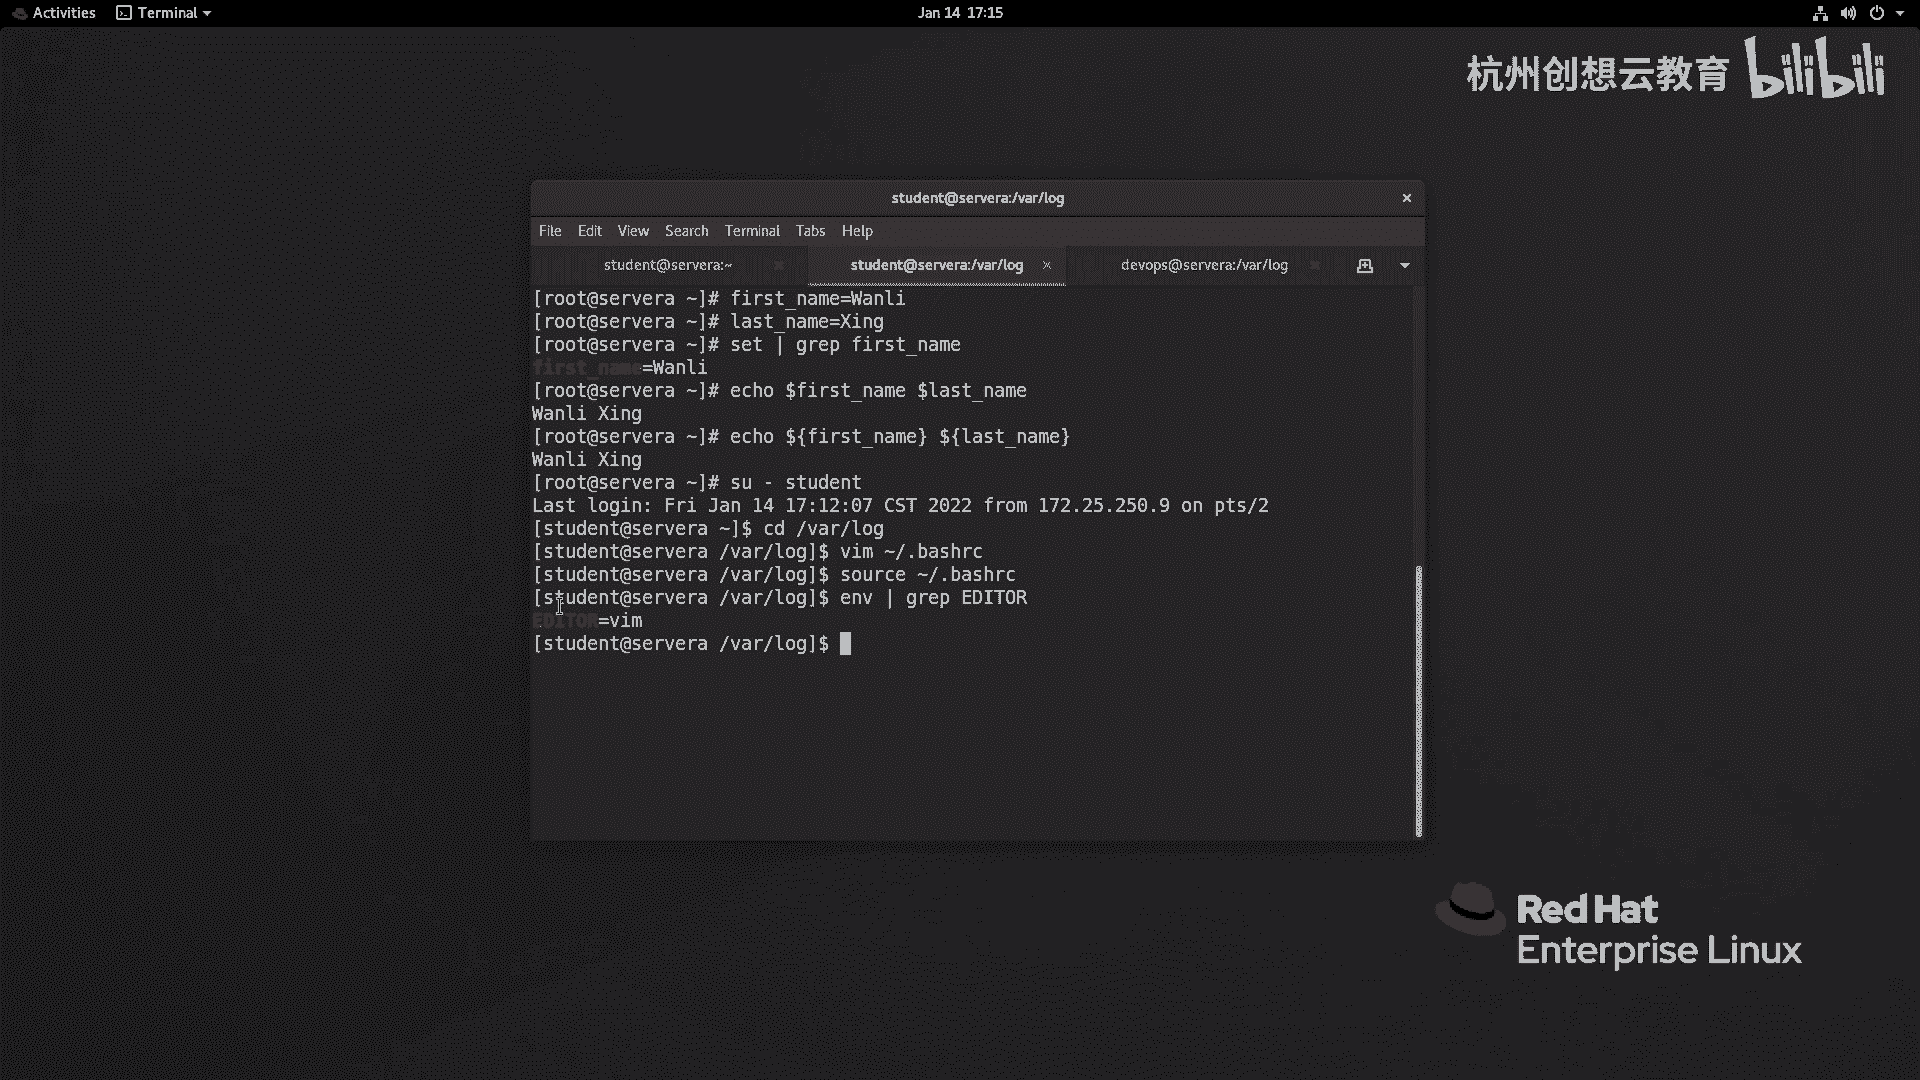 Activities Terminal Jan 14 17:15
杭州创想云教育 bilibili
student@servera:/var/log
File Edit View Search Terminal Tabs Help
student@servera:~ student@servera:/var/log devops@servera:/var/log
[root@servera ~]# first_name=Wanli
[root@servera ~]# last_name=Xing
[root@servera ~]# set | grep first_name
first_name=Wanli
[root@servera ~]# echo $first_name $last_name
Wanli Xing
[root@servera ~]# echo ${first_name} ${last_name}
Wanli Xing
[root@servera ~]# su - student
Last login: Fri Jan 14 17:12:07 CST 2022 from 172.25.250.9 on pts/2
[student@servera ~]$ cd /var/log
[student@servera /var/log]$ vim ~/.bashrc
[student@servera /var/log]$ source ~/.bashrc
[student@servera /var/log]$ env | grep EDITOR
EDITOR=vim
[student@servera /var/log]$
Red Hat
Enterprise Linux